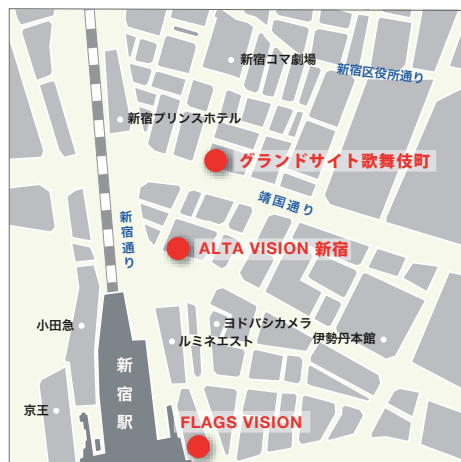 新宿コマ劇場
新宿区役所通り
新宿プリンスホテル
グランドサイト歌舞伎町
靖国通り
新宿通り
ALTA VISION 新宿
小田急
ヨドバシカメラ
ルミネエスト
伊勢丹本館
新宿駅
京王
FLAGS VISION